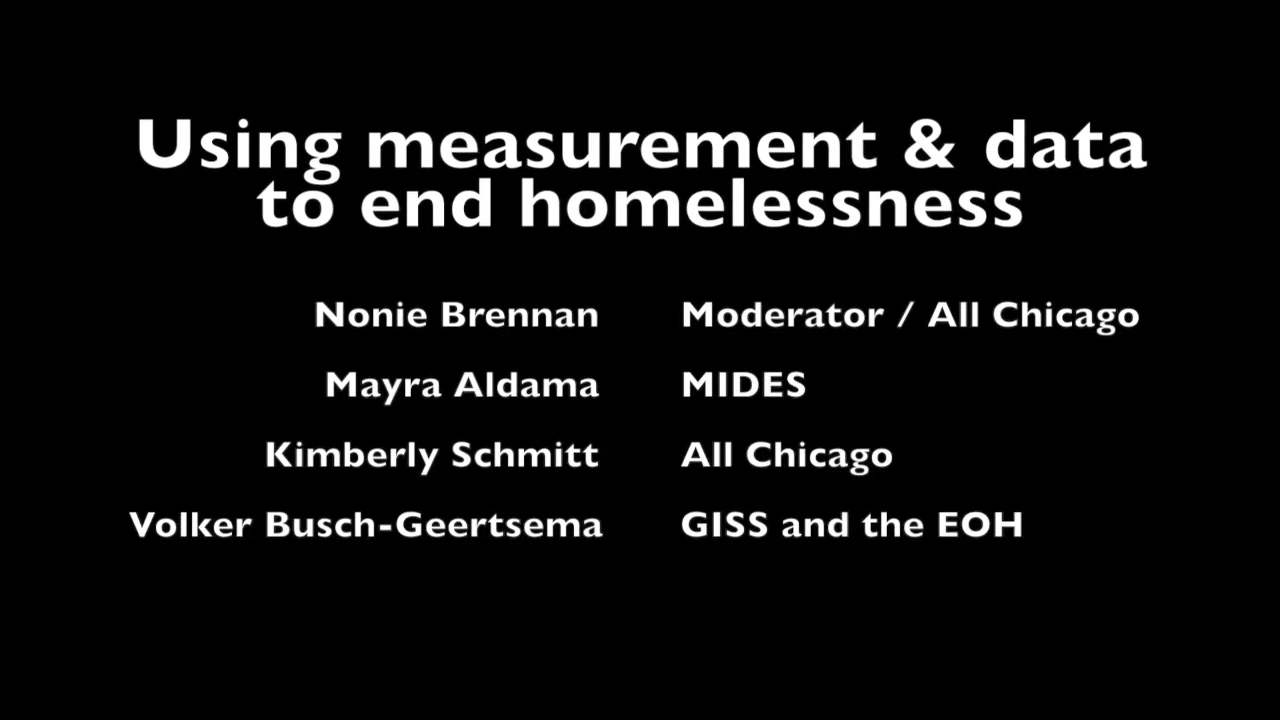 Using measurement & data
to end homelessness
Nonie Brennan Moderator / All Chicago
Mayra Aldama MIDES
Kimberly Schmitt All Chicago
Volker Busch-Geertsema GISS and the EOH